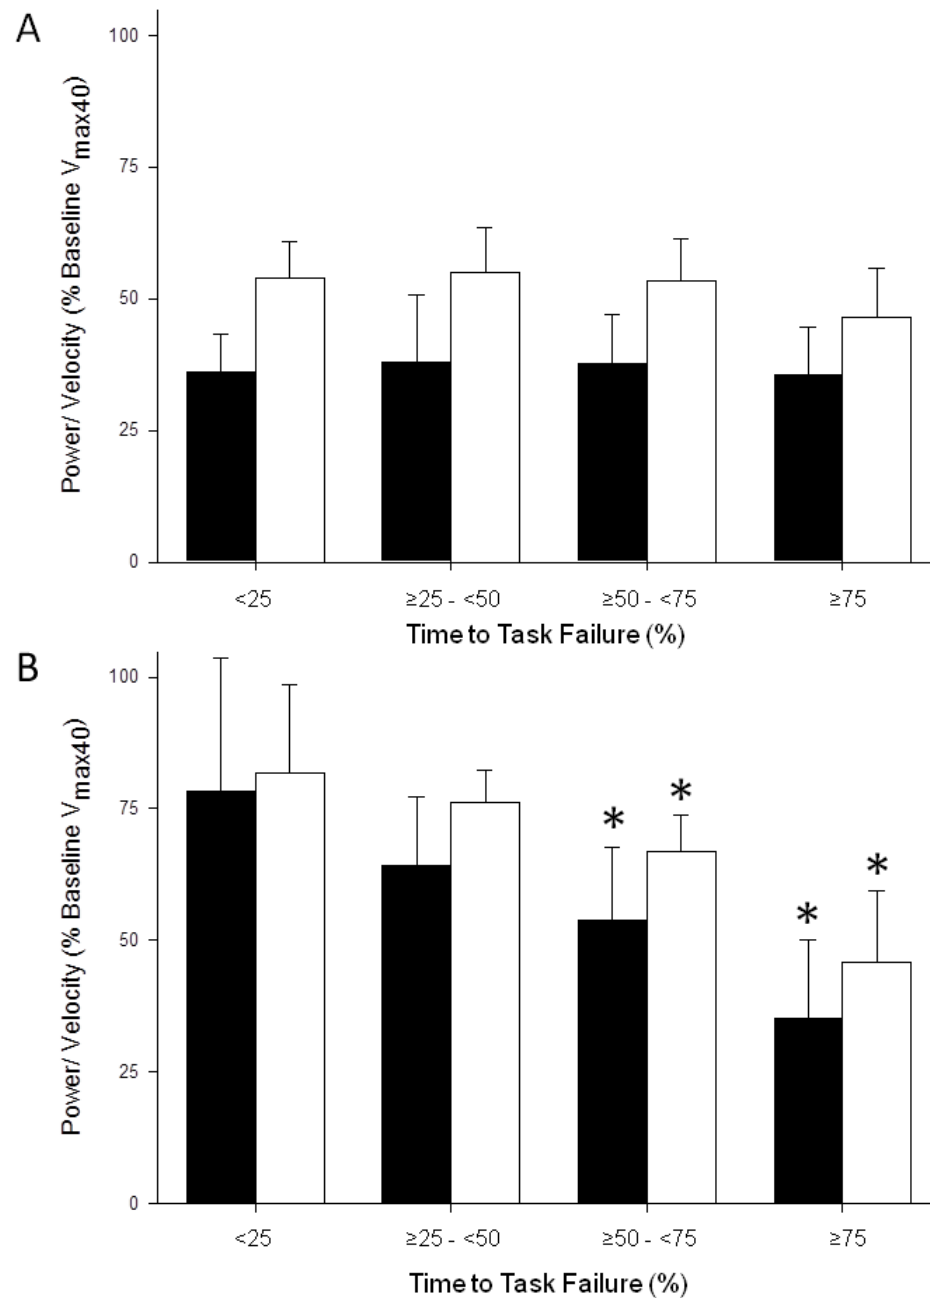 A
Power/ Velocity (% Baseline Vmax40)
100
75
50
25
0
<25
≥25 - <50
≥50 - <75
≥75
Time to Task Failure (%)
B
Power/ Velocity (% Baseline Vmax40)
100
75
50
25
0
*
*
*
*
<25
≥25 - <50
≥50 - <75
≥75
Time to Task Failure (%)